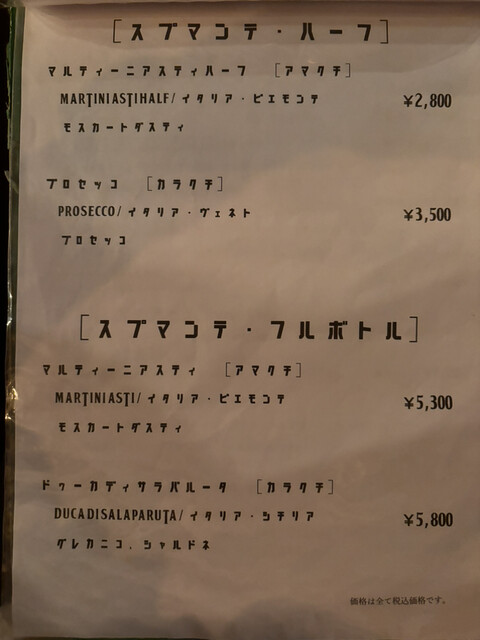 [スプマンテ・ハーフ]
マルティーニアスティハーフ [アマクチ]
MARTINIASTIHALF/イタリア・ピエモンテ
¥2,800
モスカートダスティ
プロセッコ [カラクチ]
PROSECCO/イタリア・ヴェネト
¥3,500
プロセッコ
[スプマンテ・フルボトル]
マルティーニアスティ [アマクチ]
MARTINIASTI/イタリア・ピエモンテ
¥5,300
モスカートダスティ
ドゥーカディサラパルータ [カラクチ]
DUCADISALAPARUTA/イタリア・シチリア
¥5,800
グレカニコ,シャルドネ
価格は全て税込価格です。